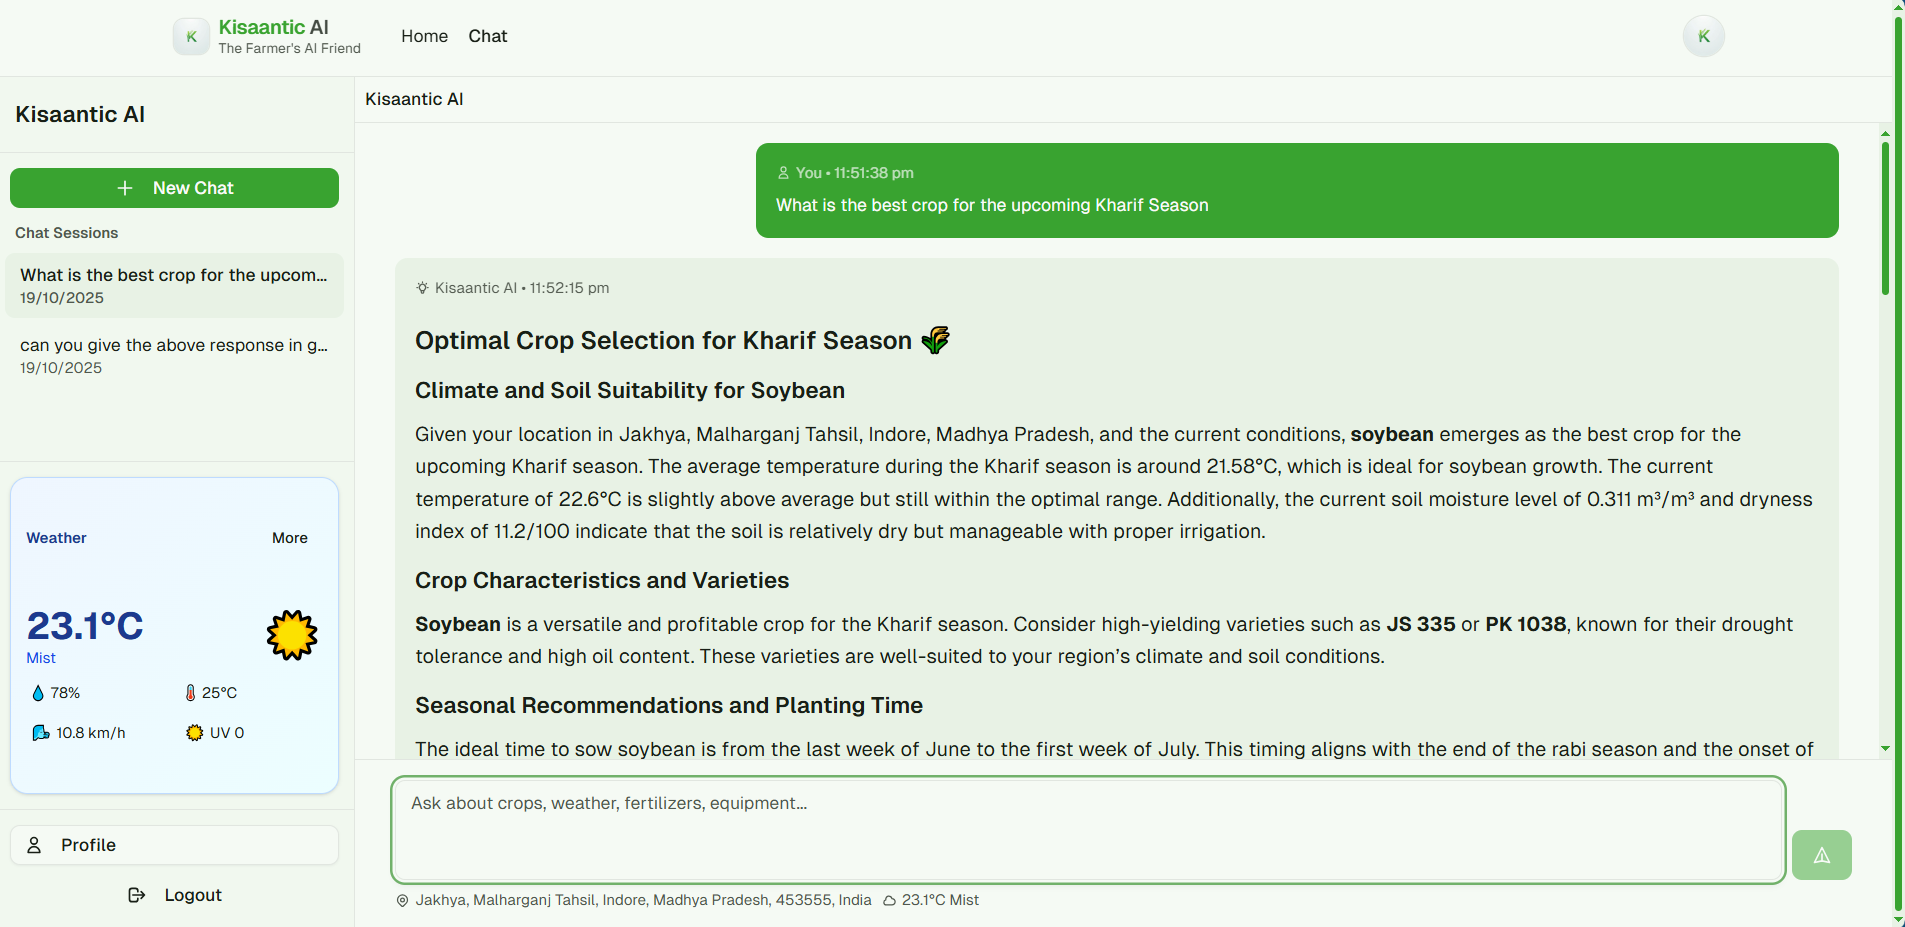 Kisaantic AI
The Farmer's AI Friend
Home
Chat
K
K
Kisaantic AI
New Chat
Chat Sessions
What is the best crop for the upcom...
19/10/2025
can you give the above response in g...
19/10/2025
Weather
More
23.1°C
Mist
78%
25°C
10.8 km/h
UV 0
Profile
Logout
Kisaantic AI
You • 11:51:38 pm
What is the best crop for the upcoming Kharif Season
Kisaantic AI • 11:52:15 pm
Optimal Crop Selection for Kharif Season
Climate and Soil Suitability for Soybean
Given your location in Jakhya, Malharganj Tahsil, Indore, Madhya Pradesh, and the current conditions, soybean emerges as the best crop for the
upcoming Kharif season. The average temperature during the Kharif season is around 21.58°C, which is ideal for soybean growth. The current
temperature of 22.6°C is slightly above average but still within the optimal range. Additionally, the current soil moisture level of 0.311 m³/m³ and dryness
index of 11.2/100 indicate that the soil is relatively dry but manageable with proper irrigation.
Crop Characteristics and Varieties
Soybean is a versatile and profitable crop for the Kharif season. Consider high-yielding varieties such as JS 335 or PK 1038, known for their drought
tolerance and high oil content. These varieties are well-suited to your region's climate and soil conditions.
Seasonal Recommendations and Planting Time
The ideal time to sow soybean is from the last week of June to the first week of July. This timing aligns with the end of the rabi season and the onset of
Ask about crops, weather, fertilizers, equipment...
Jakhya, Malharganj Tahsil, Indore, Madhya Pradesh, 453555, India
23.1°C Mist